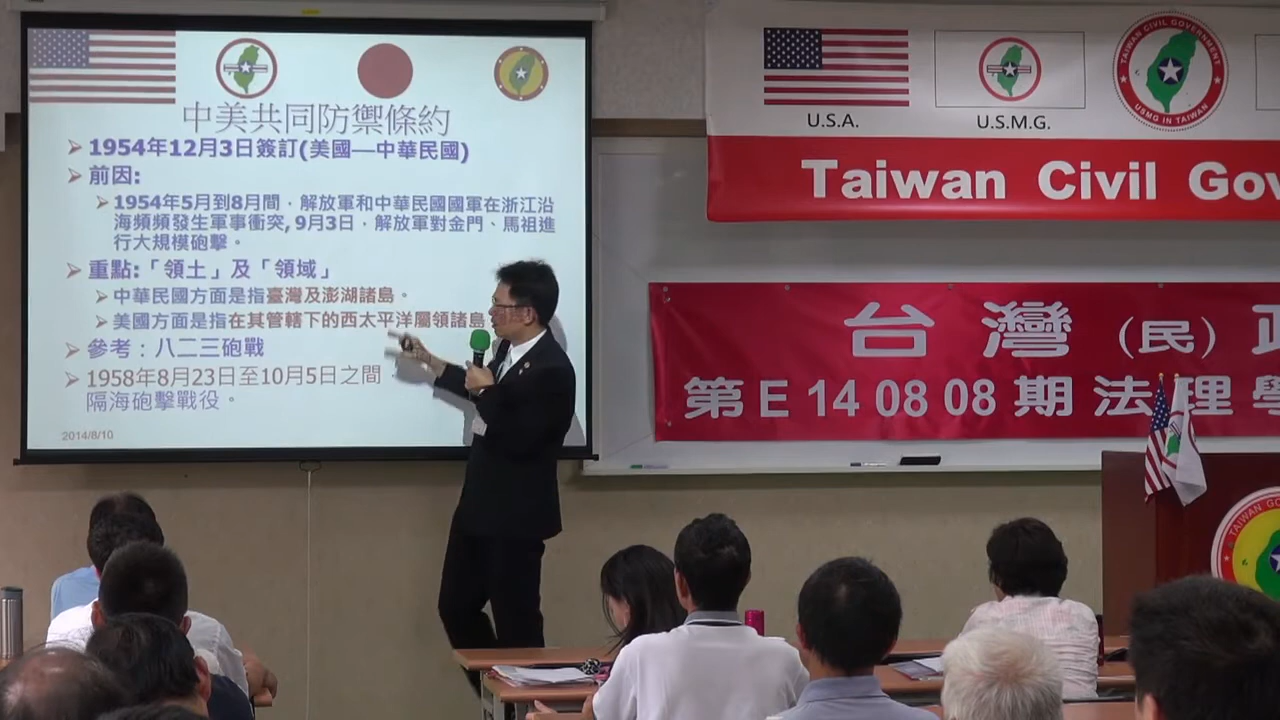 中美共同防禦條約
1954年12月3日簽訂(美國—中華民國)
前因:
1954年5月到8月間，解放軍和中華民國國軍在浙江沿
海頻頻發生軍事衝突, 9月3日，解放軍對金門、馬祖進
行大規模砲擊。
重點:「領土」及「領域」
中華民國方面是指臺灣及澎湖諸島。
美國方面是指在其管轄下的西太平洋屬領諸島
參考：八二三砲戰
1958年8月23日至10月5日之間
隔海砲擊戰役。
2014/8/10
U.S.A.
U.S.M.G.
TAIWAN CIVIL GOVERNMENT
USMG IN TAIWAN
Taiwan Civil Gov
台灣(民)政
第E 14 08 08 期法理學
TAIWAN GO